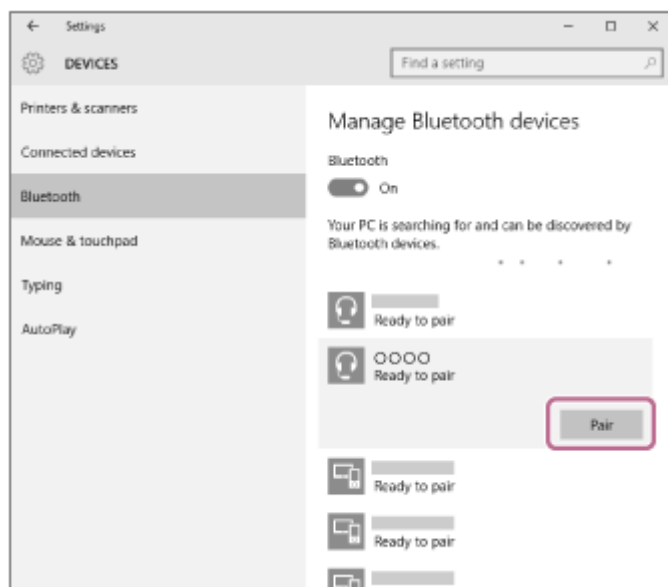 Settings
DEVICES
Find a setting
Printers & scanners
Connected devices
Bluetooth
Mouse & touchpad
Typing
AutoPlay
Manage Bluetooth devices
Bluetooth
On
Your PC is searching for and can be discovered by
Bluetooth devices.
Ready to pair
OOOO
Ready to pair
Pair
Ready to pair
Ready to pair